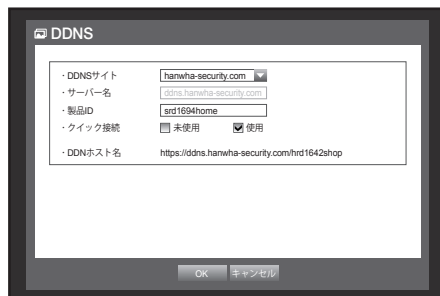 DDNS
・DDNSサイト hanwha-security.com
・サーバー名 ddns.hanwha-security.com
・製品ID srd1694home
・クイック接続 未使用 使用
・DDNホスト名 https://ddns.hanwha-security.com/hrd1642shop
OK キャンセル